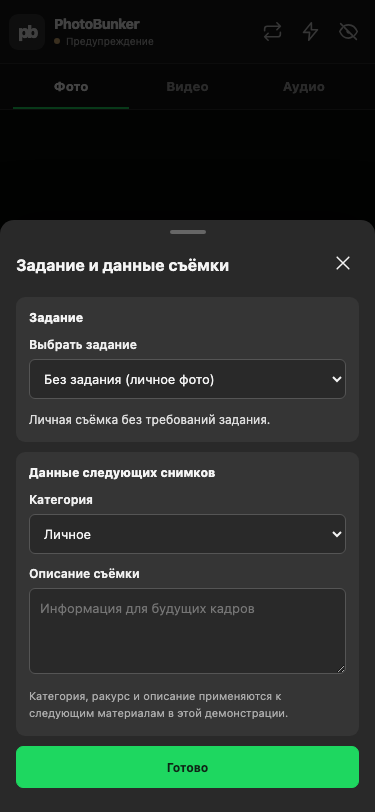 pb
PhotoBunker
Предупреждение
Фото
Видео
Аудио
Задание и данные съёмки
Задание
Выбрать задание
Без задания (личное фото)
Личная съёмка без требований задания.
Данные следующих снимков
Категория
Личное
Описание съёмки
Информация для будущих кадров
Категория, ракурс и описание применяются к
следующим материалам в этой демонстрации.
Готово